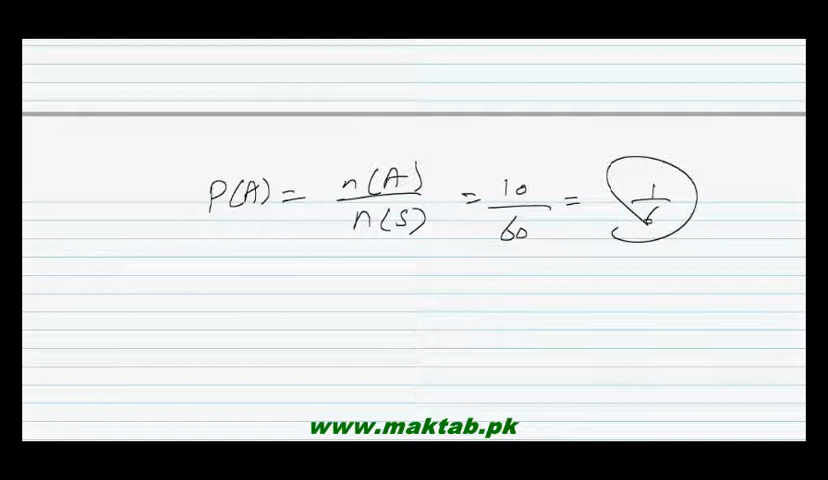 P(A) = n(A)/n(S) = 10/60 = 1/6
www.maktab.pk